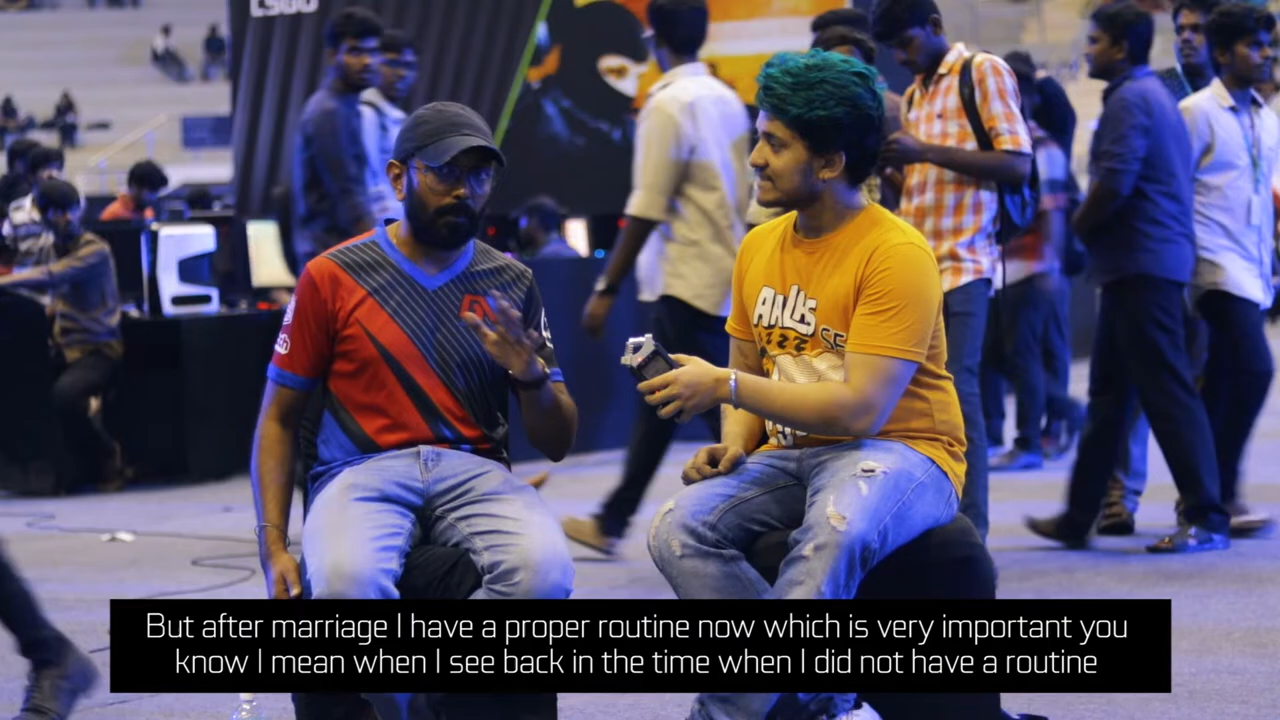 CSGO
But after marriage I have a proper routine now which is very important you
know I mean when I see back in the time when I did not have a routine